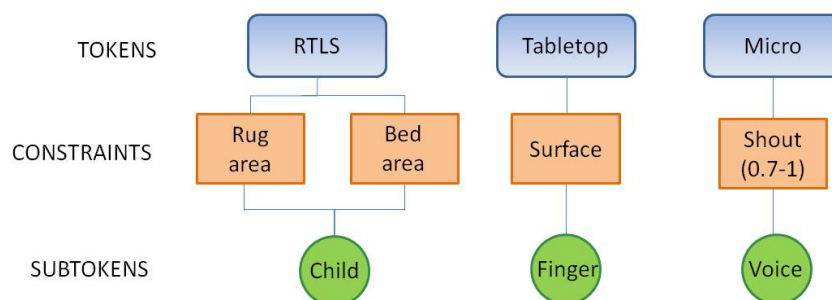 TOKENS RTLS Tabletop Micro
CONSTRAINTS Rug area Bed area Surface Shout (0.7-1)
SUBTOKENS Child Finger Voice